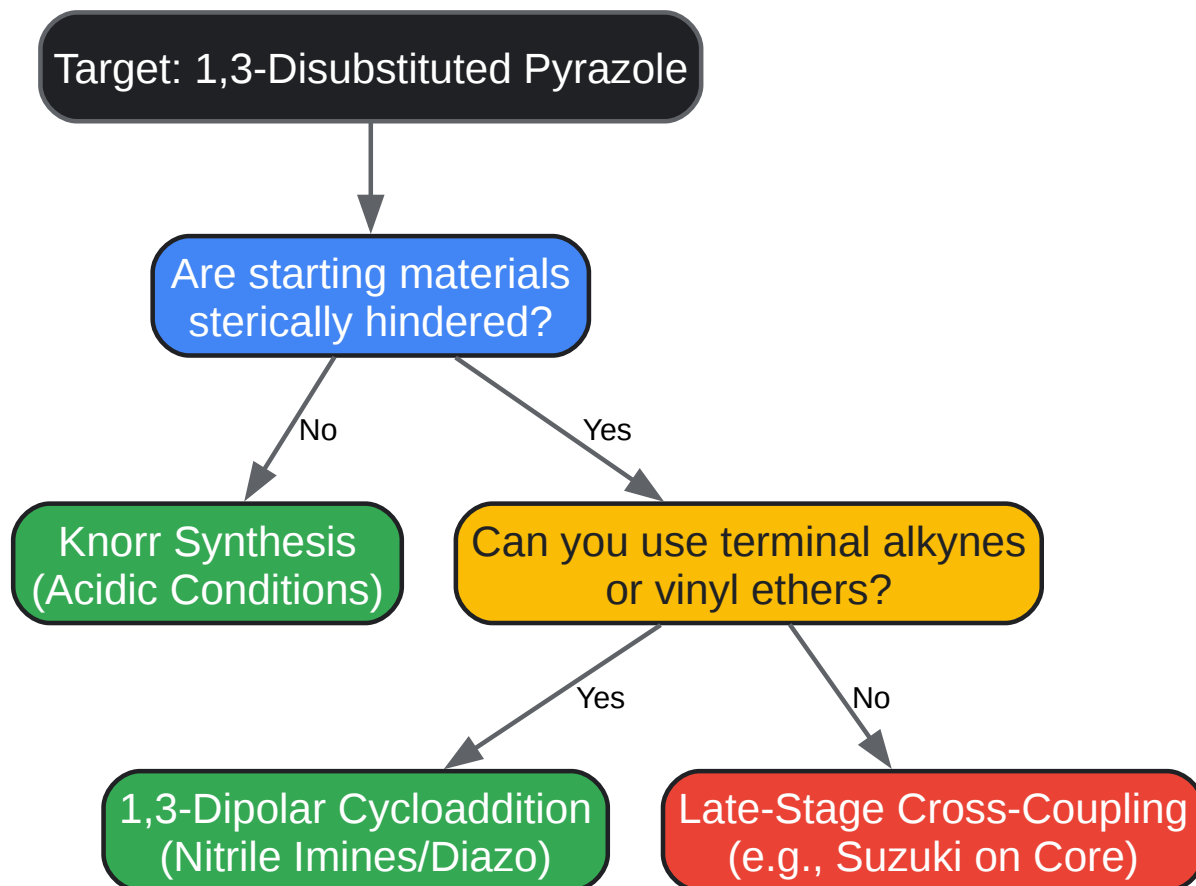 Target: 1,3-Disubstituted Pyrazole
Are starting materials
sterically hindered?
No
Yes
Knorr Synthesis
(Acidic Conditions)
Can you use terminal alkynes
or vinyl ethers?
Yes
No
1,3-Dipolar Cycloaddition
(Nitrile Imines/Diazo)
Late-Stage Cross-Coupling
(e.g., Suzuki on Core)